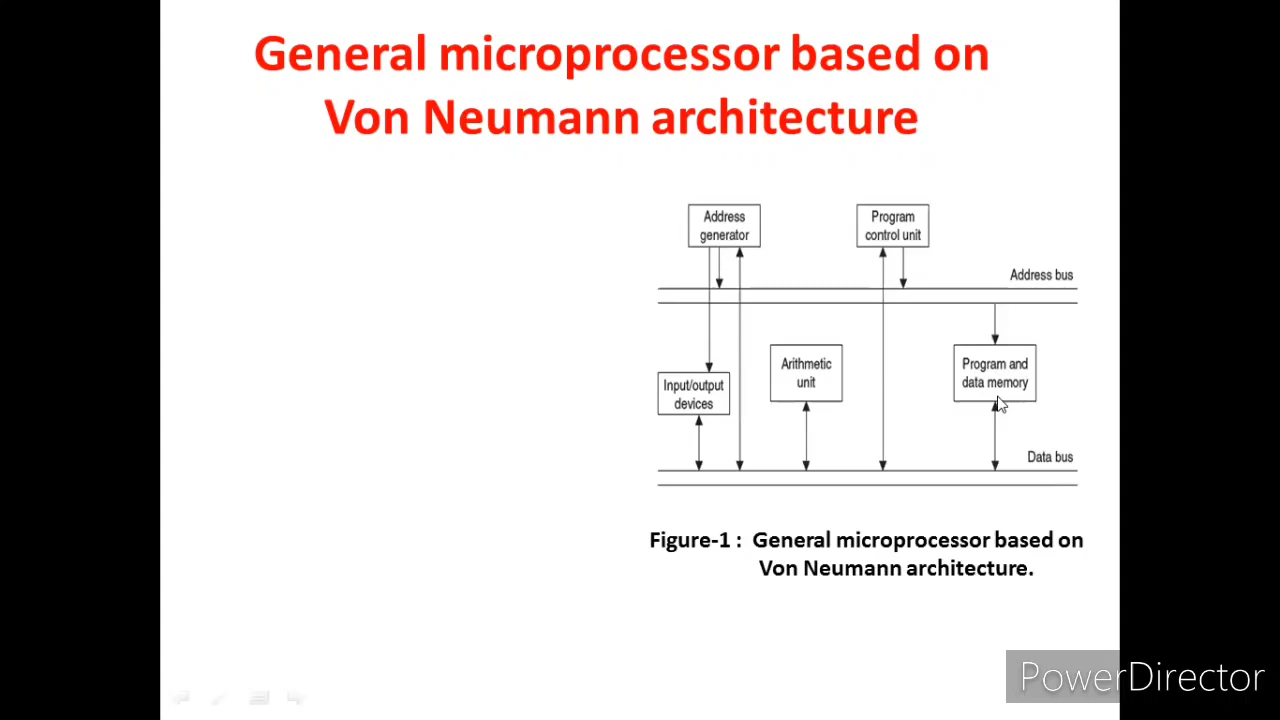 General microprocessor based on
Von Neumann architecture
Address
generator
Program
control unit
Address bus
Arithmetic
unit
Program and
data memory
Input/output
devices
Data bus
Figure-1 : General microprocessor based on
Von Neumann architecture.
PowerDirector